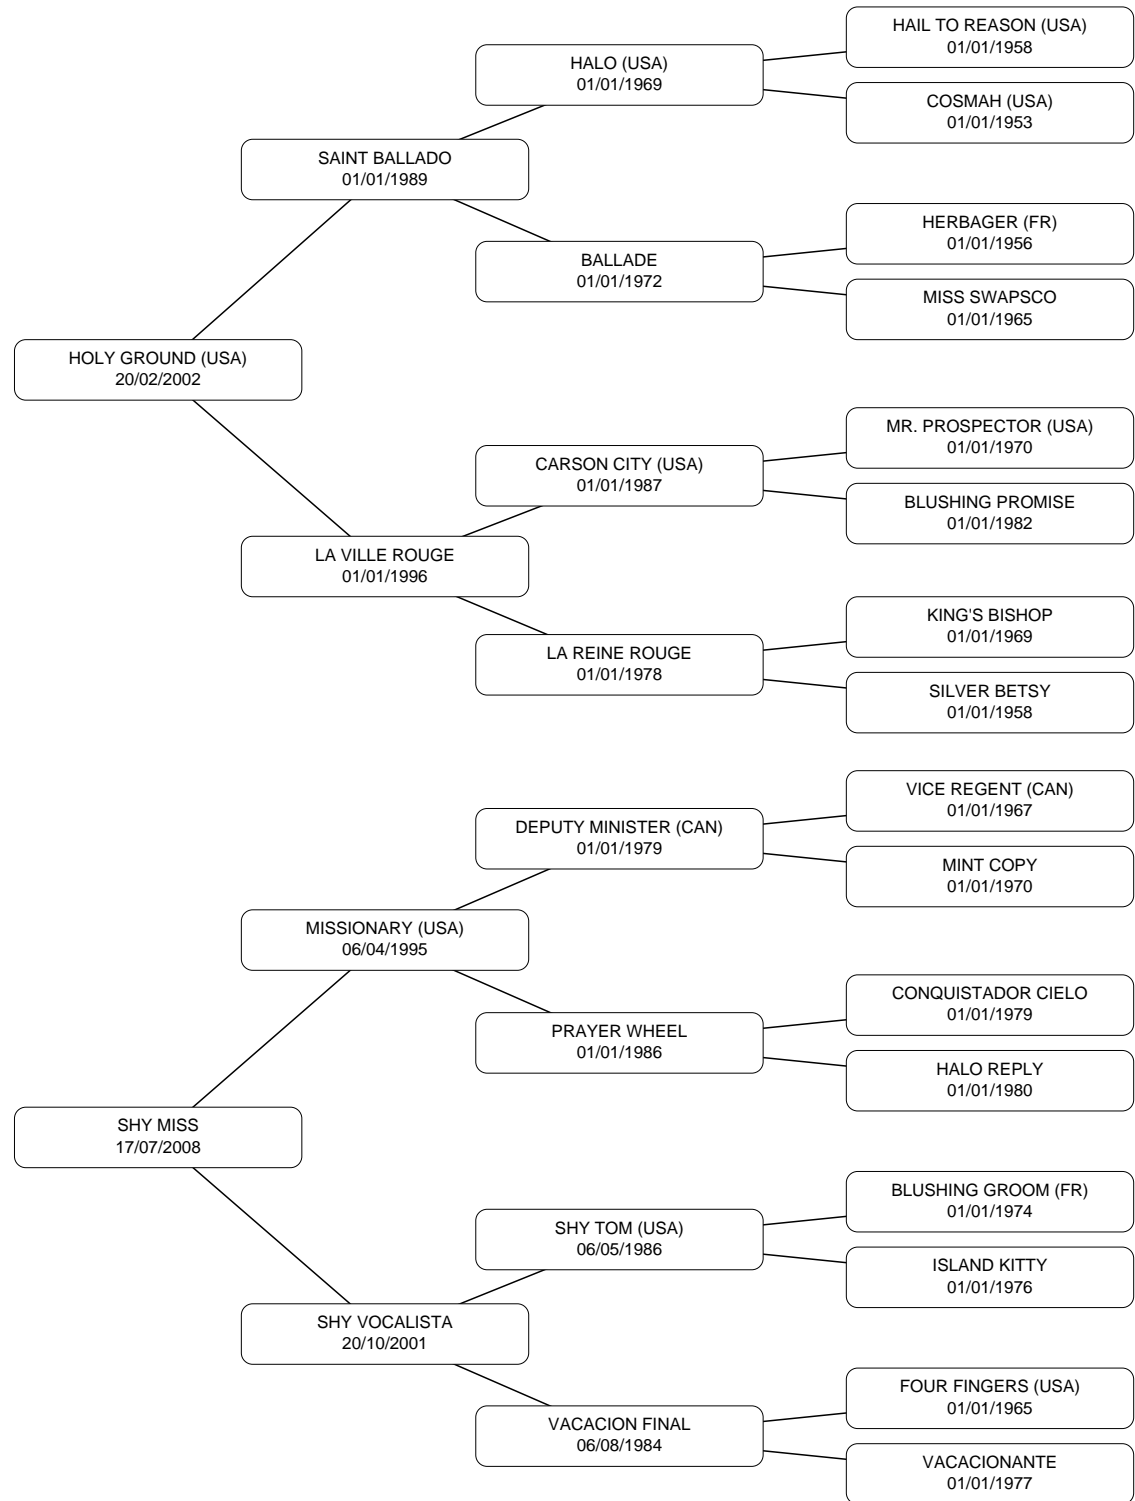 HAIL TO REASON (USA)
01/01/1958
HALO (USA)
01/01/1969
COSMAH (USA)
01/01/1953
SAINT BALLADO
01/01/1989
HERBAGER (FR)
01/01/1956
BALLADE
01/01/1972
MISS SWAPSCO
01/01/1965
HOLY GROUND (USA)
20/02/2002
MR. PROSPECTOR (USA)
01/01/1970
CARSON CITY (USA)
01/01/1987
BLUSHING PROMISE
01/01/1982
LA VILLE ROUGE
01/01/1996
KING'S BISHOP
01/01/1969
LA REINE ROUGE
01/01/1978
SILVER BETSY
01/01/1958
VICE REGENT (CAN)
01/01/1967
DEPUTY MINISTER (CAN)
01/01/1979
MINT COPY
01/01/1970
MISSIONARY (USA)
06/04/1995
CONQUISTADOR CIELO
01/01/1979
PRAYER WHEEL
01/01/1986
HALO REPLY
01/01/1980
SHY MISS
17/07/2008
BLUSHING GROOM (FR)
01/01/1974
SHY TOM (USA)
06/05/1986
ISLAND KITTY
01/01/1976
SHY VOCALISTA
20/10/2001
FOUR FINGERS (USA)
01/01/1965
VACACION FINAL
06/08/1984
VACACIONANTE
01/01/1977